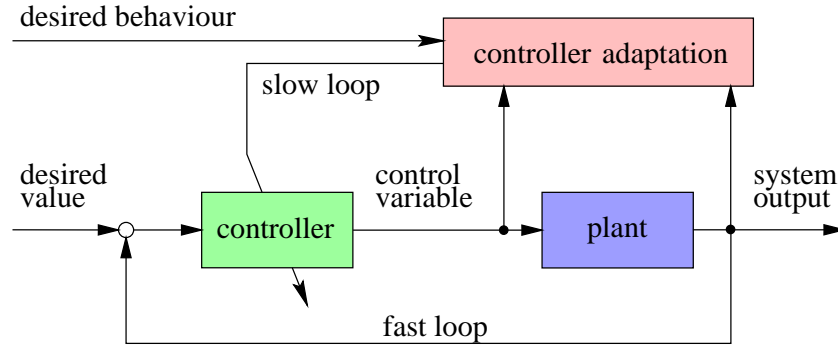 desired behaviour
controller adaptation
slow loop
desired
value
control
variable
system
output
controller
plant
fast loop